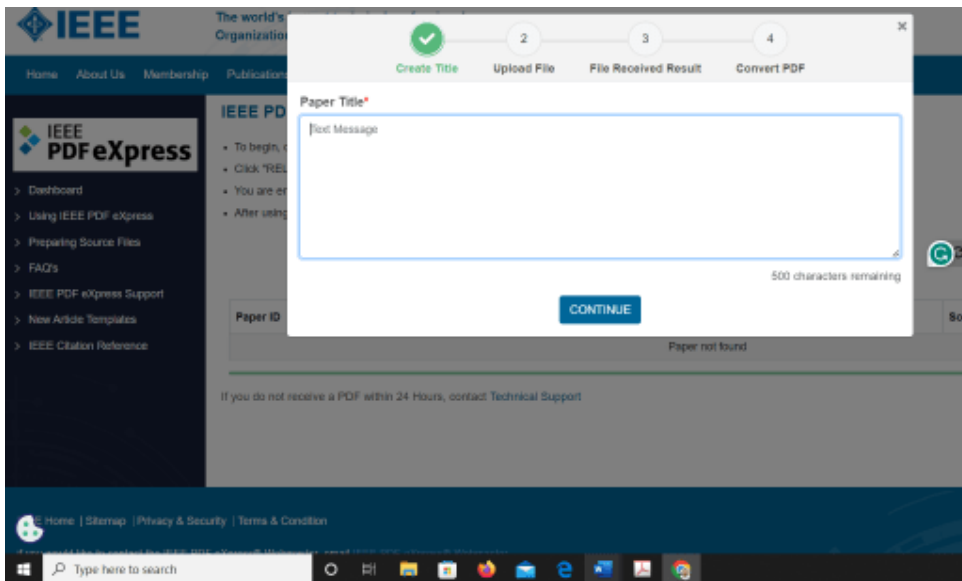 IEEE
The world's
Organization
Home About Us Membership Publications
Create Title
2
Upload File
3
File Received Result
4
Convert PDF
×
Paper Title*
Text Message
500 characters remaining
CONTINUE
IEEE
PDF eXpress
> Dashboard
> Using IEEE PDF eXpress
> Preparing Source Files
> FAQ's
> IEEE PDF eXpress Support
> New Article Templates
> IEEE Citation Reference
IEEE PD
• To begin,
• Click "REL
• You are en
• After using
Paper ID
So
Paper not found
If you do not receive a PDF within 24 Hours, contact Technical Support
Home | Sitemap | Privacy & Security | Terms & Condition
Type here to search